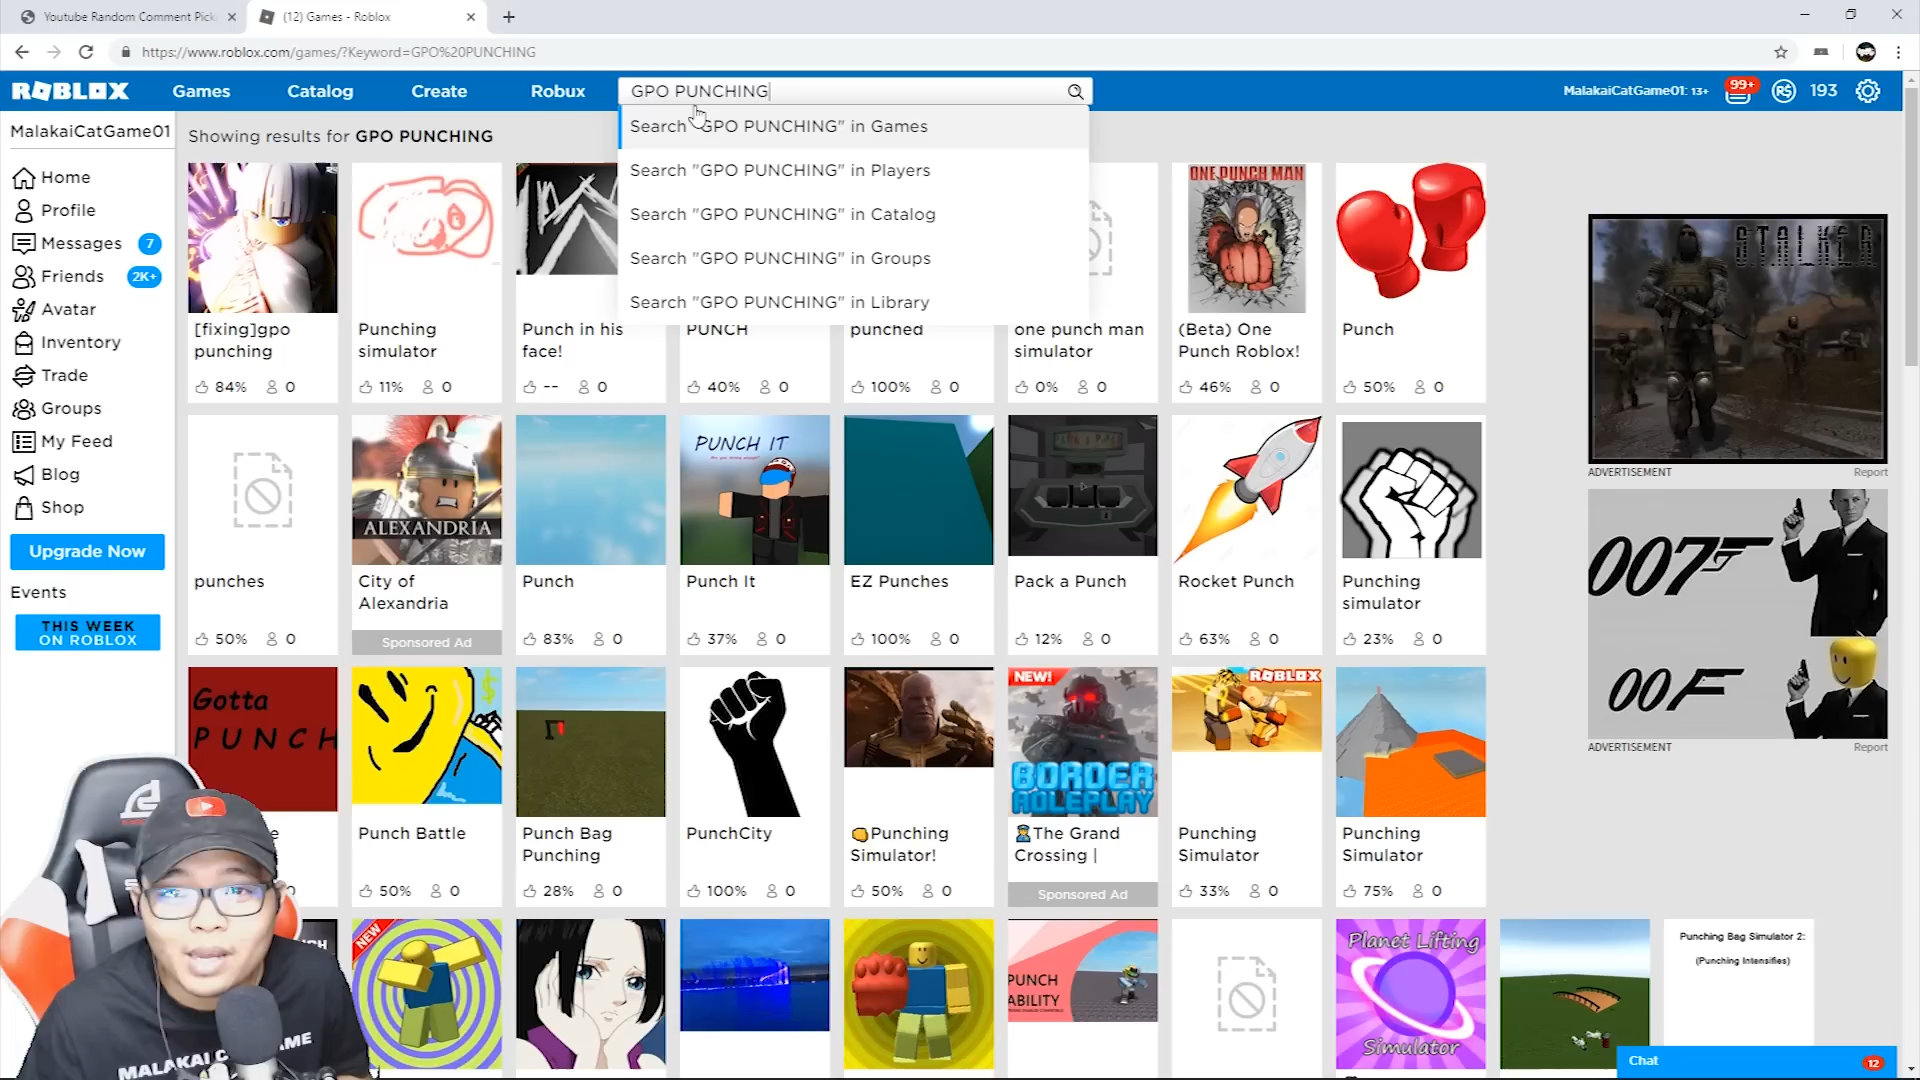 Youtube Random Comment Pick
(12) Games - Roblox
https://www.roblox.com/games/?Keyword=GPO%20PUNCHING
ROBLOX
Games
Catalog
Create
Robux
GPO PUNCHING
MalakaiCatGame01: 13+
99+
R$
193
MalakaiCatGame01
Showing results for GPO PUNCHING
Search "GPO PUNCHING" in Games
Search "GPO PUNCHING" in Players
Search "GPO PUNCHING" in Catalog
Search "GPO PUNCHING" in Groups
Search "GPO PUNCHING" in Library
Home
Profile
Messages 7
Friends 2K+
Avatar
Inventory
Trade
Groups
My Feed
Blog
Shop
Upgrade Now
Events
THIS WEEK
ON ROBLOX
ONE PUNCH MAN
[fixing]gpo
punching
84% 0
Punching
simulator
11% 0
Punch in his
face!
-- 0
PUNCH
40% 0
punched
100% 0
one punch man
simulator
0% 0
(Beta) One
Punch Roblox!
46% 0
Punch
50% 0
S.T.A.L.K.E.R.
ADVERTISEMENT
Report
ALEXANDRIA
PUNCH IT
punches
50% 0
City of
Alexandria
Sponsored Ad
Punch
83% 0
Punch It
37% 0
EZ Punches
100% 0
Pack a Punch
12% 0
Rocket Punch
63% 0
Punching
simulator
23% 0
007
00F
ADVERTISEMENT
Report
Gotta
PUNCH
NEW!
BORDER
ROLEPLAY
ROBLOX
Punch Battle
50% 0
Punch Bag
Punching
28% 0
PunchCity
100% 0
👊Punching
Simulator!
50% 0
👮The Grand
Crossing |
Sponsored Ad
Punching
Simulator
33% 0
Punching
Simulator
75% 0
NEW
PUNCH
ABILITY
Planet Lifting
Simulator
Punching Bag Simulator 2:
(Punching Intensifies)
Chat
12